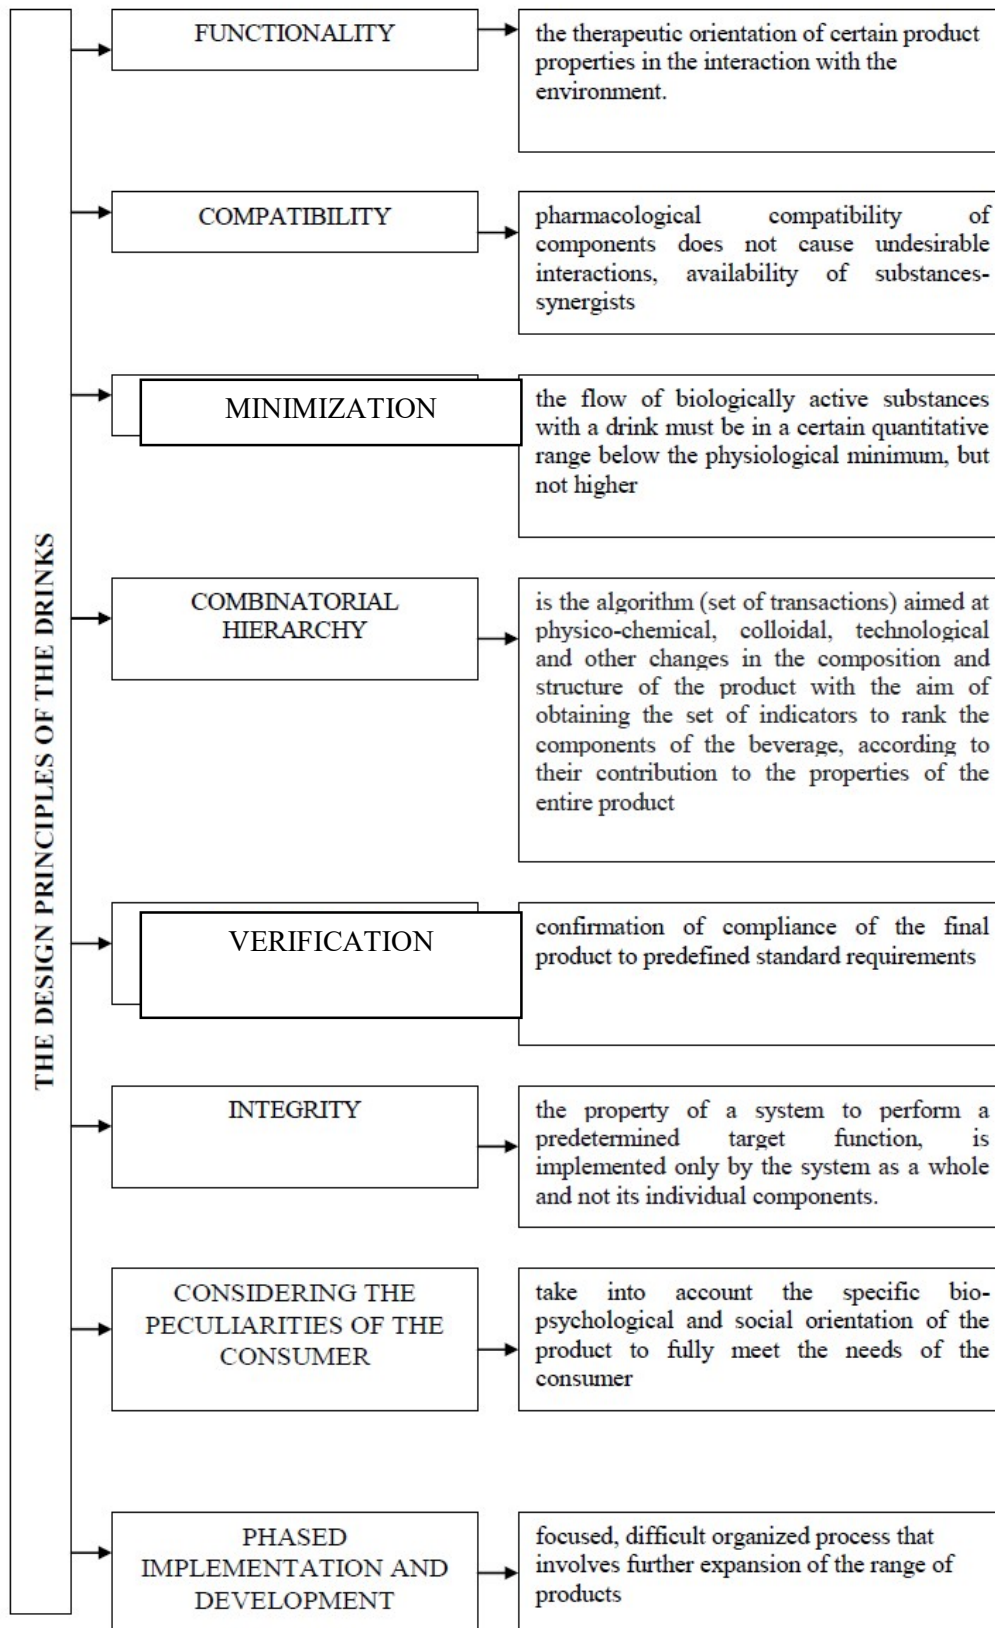 THE DESIGN PRINCIPLES OF THE DRINKS
FUNCTIONALITY
the therapeutic orientation of certain product
properties in the interaction with the
environment.
COMPATIBILITY
pharmacological compatibility of
components does not cause undesirable
interactions, availability of substances-
synergists
MINIMIZATION
the flow of biologically active substances
with a drink must be in a certain quantitative
range below the physiological minimum, but
not higher
COMBINATORIAL
HIERARCHY
is the algorithm (set of transactions) aimed at
physico-chemical, colloidal, technological
and other changes in the composition and
structure of the product with the aim of
obtaining the set of indicators to rank the
components of the beverage, according to
their contribution to the properties of the
entire product
VERIFICATION
confirmation of compliance of the final
product to predefined standard requirements
INTEGRITY
the property of a system to perform a
predetermined target function, is
implemented only by the system as a whole
and not its individual components.
CONSIDERING THE
PECULIARITIES OF THE
CONSUMER
take into account the specific bio-
psychological and social orientation of the
product to fully meet the needs of the
consumer
PHASED
IMPLEMENTATION AND
DEVELOPMENT
focused, difficult organized process that
involves further expansion of the range of
products